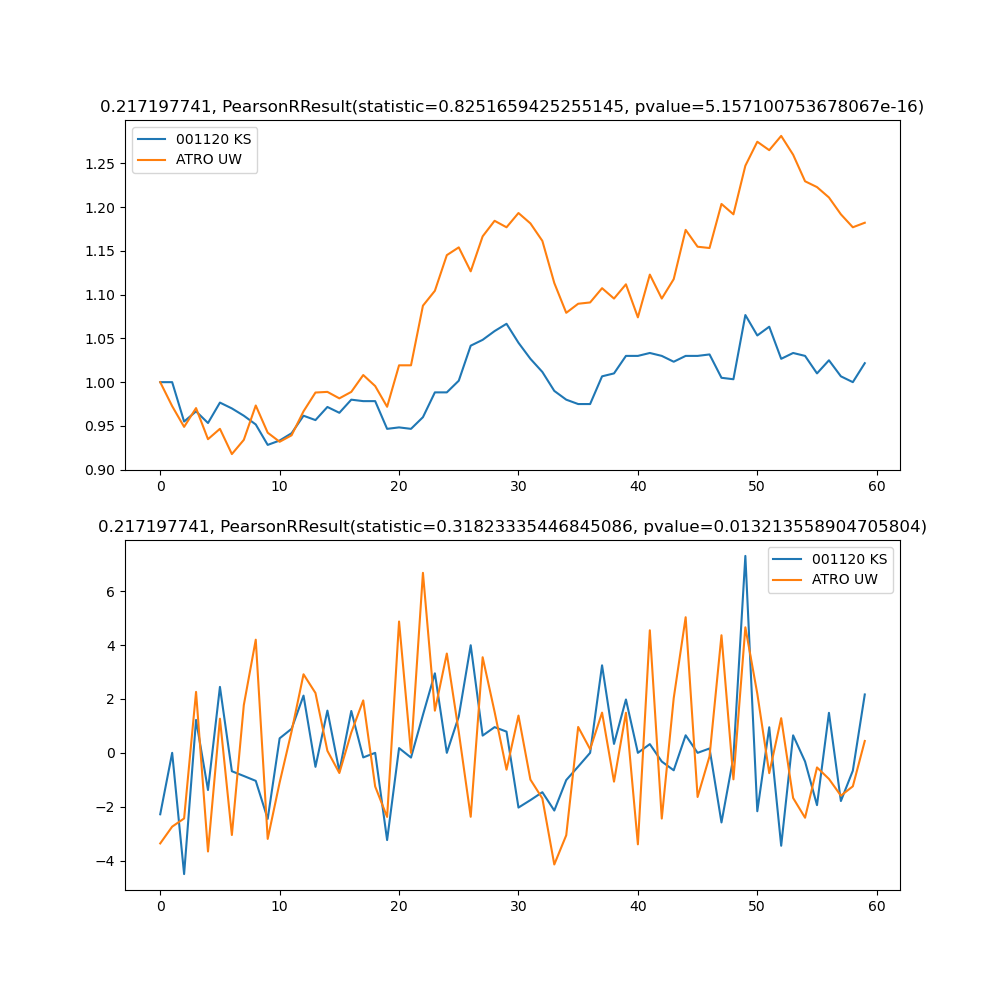 0.217197741, PearsonRResult(statistic=0.8251659425255145, pvalue=5.157100753678067e-16)
001120 KS
ATRO UW
1.25
1.20
1.15
1.10
1.05
1.00
0.95
0.90
0 10 20 30 40 50 60
0.217197741, PearsonRResult(statistic=0.31823335446845086, pvalue=0.013213558904705804)
001120 KS
ATRO UW
6
4
2
0
−2
−4
0 10 20 30 40 50 60